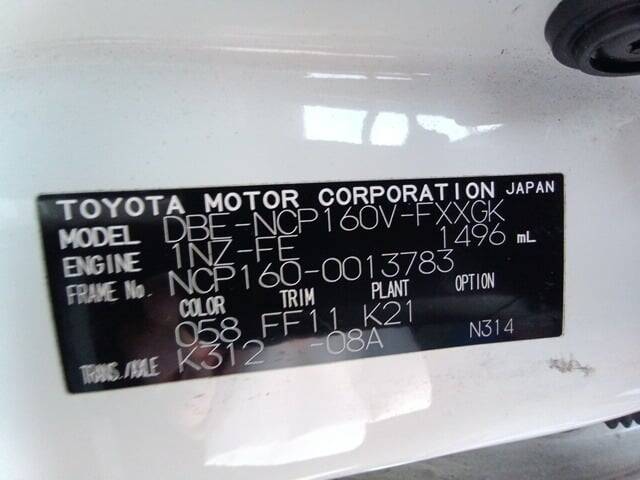 TOYOTA MOTOR CORPORATION JAPAN
MODEL DBE-NCP160V-FXXGK
ENGINE 1NZ-FE 1496 mL
FRAME No. NCP160-0013783
COLOR TRIM PLANT OPTION
058 FF11 K21
TRANS./AXLE K312 -08A N314